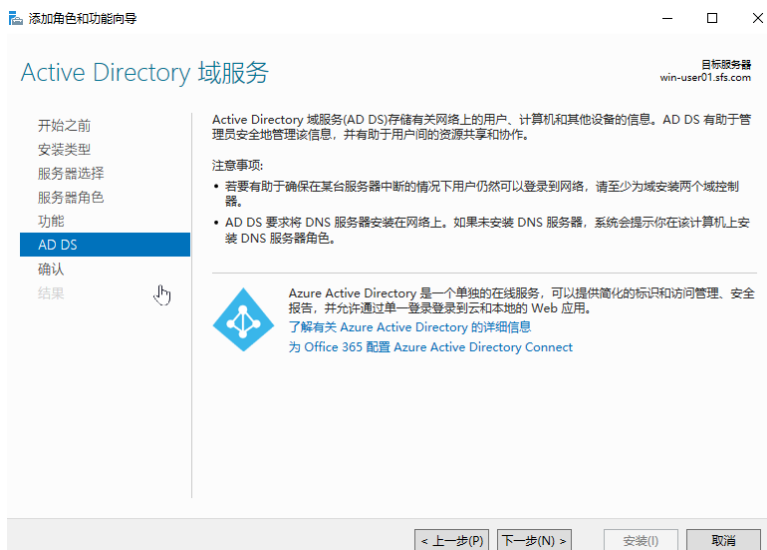 添加角色和功能向导
Active Directory 域服务
目标服务器
win-user01.sfs.com
开始之前
安装类型
服务器选择
服务器角色
功能
AD DS
确认
结果
Active Directory 域服务(AD DS)存储有关网络上的用户、计算机和其他设备的信息。AD DS 有助于管
理员安全地管理该信息，并有助于用户间的资源共享和协作。
注意事项:
• 若要有助于确保在某台服务器中断的情况下用户仍然可以登录到网络，请至少为域安装两个域控制
器。
• AD DS 要求将 DNS 服务器安装在网络上。如果未安装 DNS 服务器，系统会提示你在该计算机上安
装 DNS 服务器角色。
Azure Active Directory 是一个单独的在线服务，可以提供简化的标识和访问管理、安全
报告，并允许通过单一登录登录到云和本地的 Web 应用。
了解有关 Azure Active Directory 的详细信息
为 Office 365 配置 Azure Active Directory Connect
< 上一步(P)
下一步(N) >
安装(I)
取消